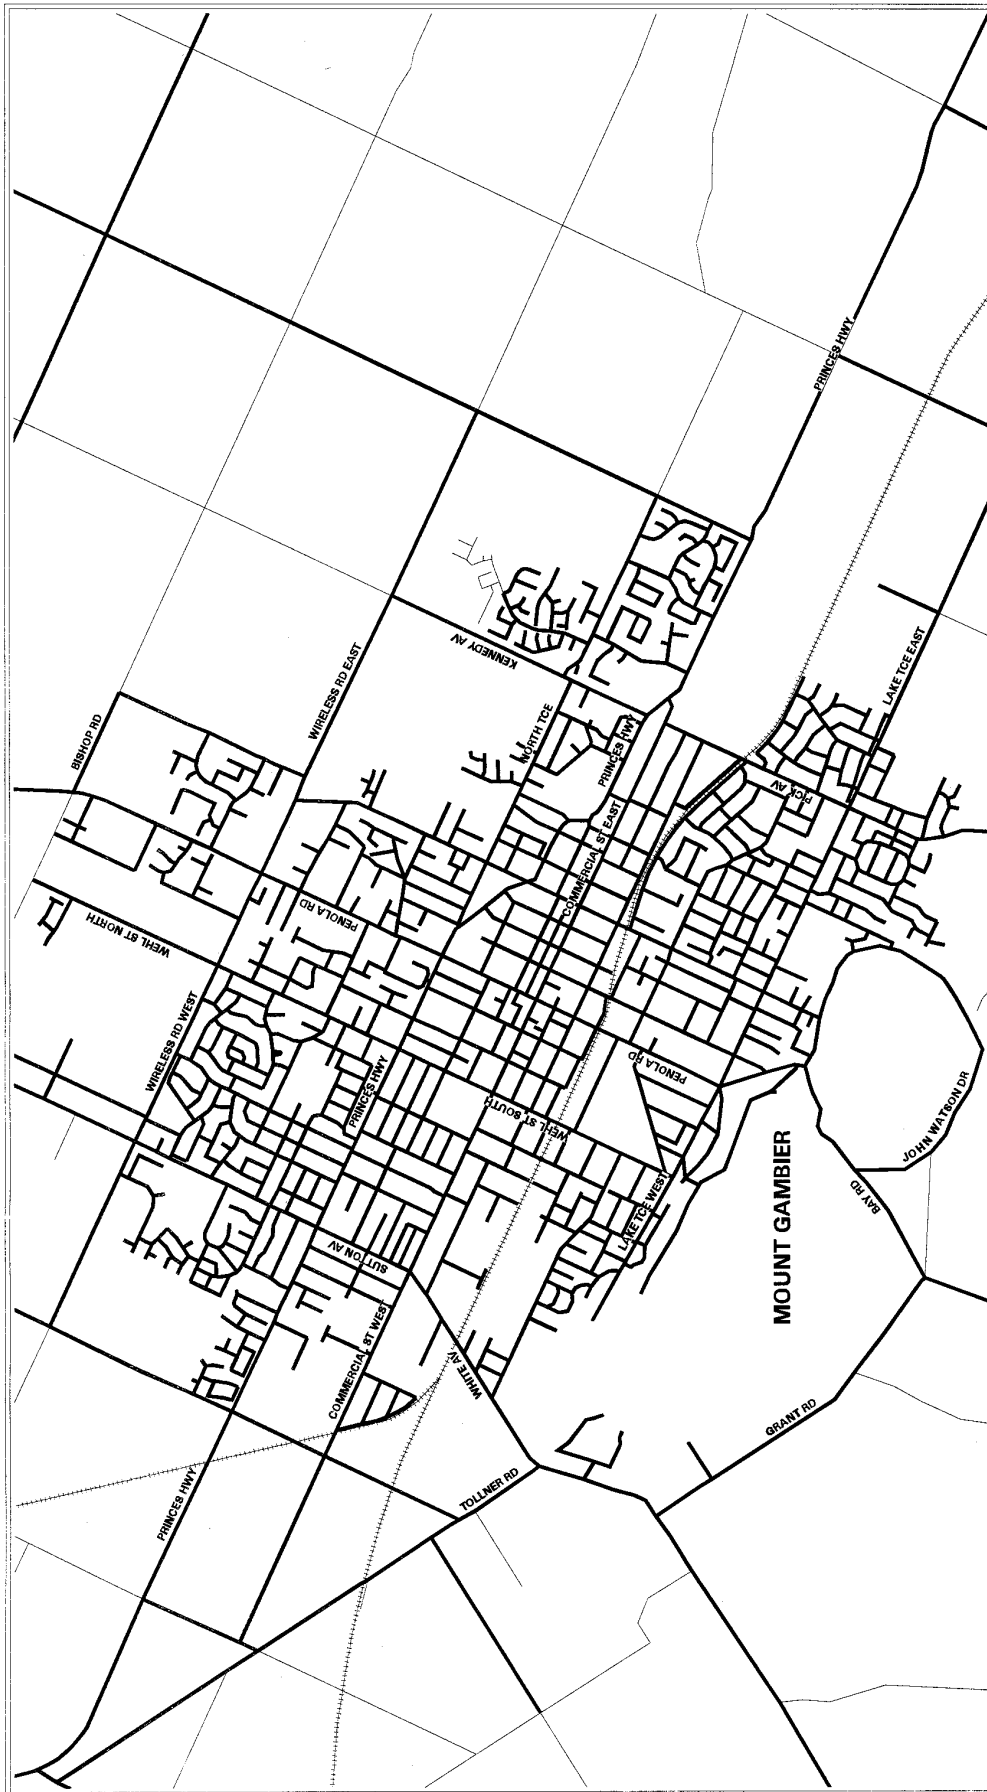 PRINCES HWY
BISHOP RD
WIRELESS RD EAST
KENNEDY AV
NORTH TCE
PRINCES HWY
LAKE TCE EAST
PICK AV
COMMERCIAL ST EAST
PENOLA RD
WEHL ST NORTH
WIRELESS RD WEST
PRINCES HWY
WEHL ST SOUTH
PENOLA RD
JOHN WATSON DR
BAY RD
MOUNT GAMBIER
LAKE TCE WEST
SUTTON AV
COMMERCIAL ST WEST
WHITE AV
GRANT RD
TOLLNER RD
PRINCES HWY